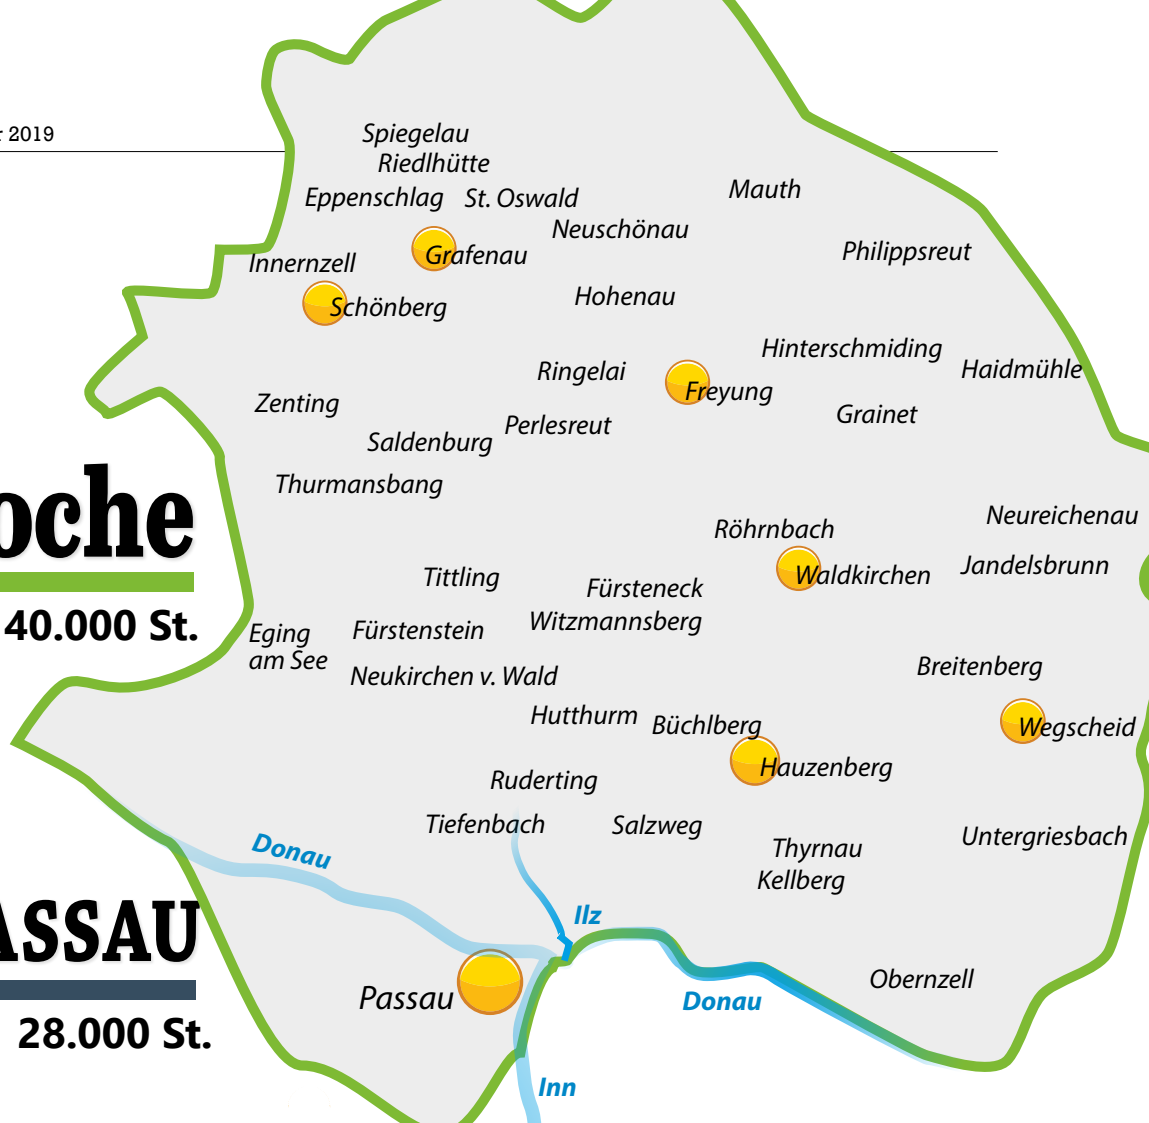 2019
Spiegelau
Riedlhütte
Eppenschlag
St. Oswald
Mauth
Neuschönau
Grafenau
Philippsreut
Innernzell
Hohenau
Schönberg
Hinterschmiding
Haidmühle
Ringelai
Freyung
Zenting
Grainet
Perlesreut
Saldenburg
Thurmansbang
oche
Neureichenau
Röhrnbach
Jandelsbrunn
Waldkirchen
Tittling
Fürsteneck
40.000 St.
Witzmannsberg
Eging
am See
Fürstenstein
Breitenberg
Neukirchen v. Wald
Hutthurm
Büchlberg
Wegscheid
Hauzenberg
Ruderting
Tiefenbach
Salzweg
Untergriesbach
Thyrnau
Donau
Kellberg
Ilz
ASSAU
Obernzell
Passau
Donau
28.000 St.
Inn